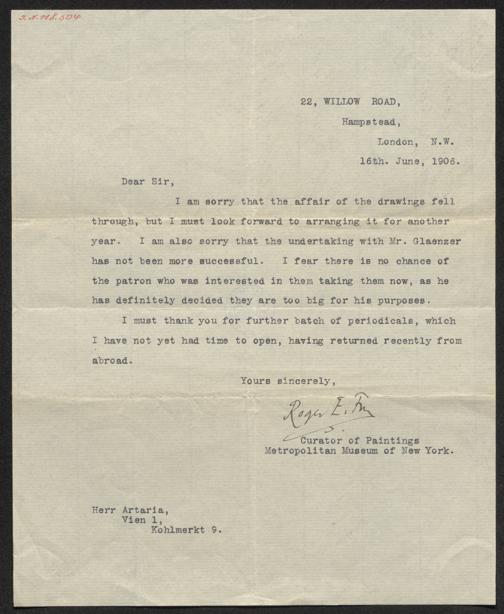 22, WILLOW ROAD,
Hampstead,
London, N.W.
16th. June, 1906.
Dear Sir,
I am sorry that the affair of the drawings fell
through, but I must look forward to arranging it for another
year. I am also sorry that the undertaking with Mr. Glaenzer
has not been more successful. I fear there is no chance of
the patron who was interested in them taking them now, as he
has definitely decided they are too big for his purposes.
I must thank you for further batch of periodicals, which
I have not yet had time to open, having returned recently from
abroad.
Yours sincerely,
Roger E. Fry
Curator of Paintings
Metropolitan Museum of New York.
Herr Artaria,
Vien 1,
Kohlmerkt 9.